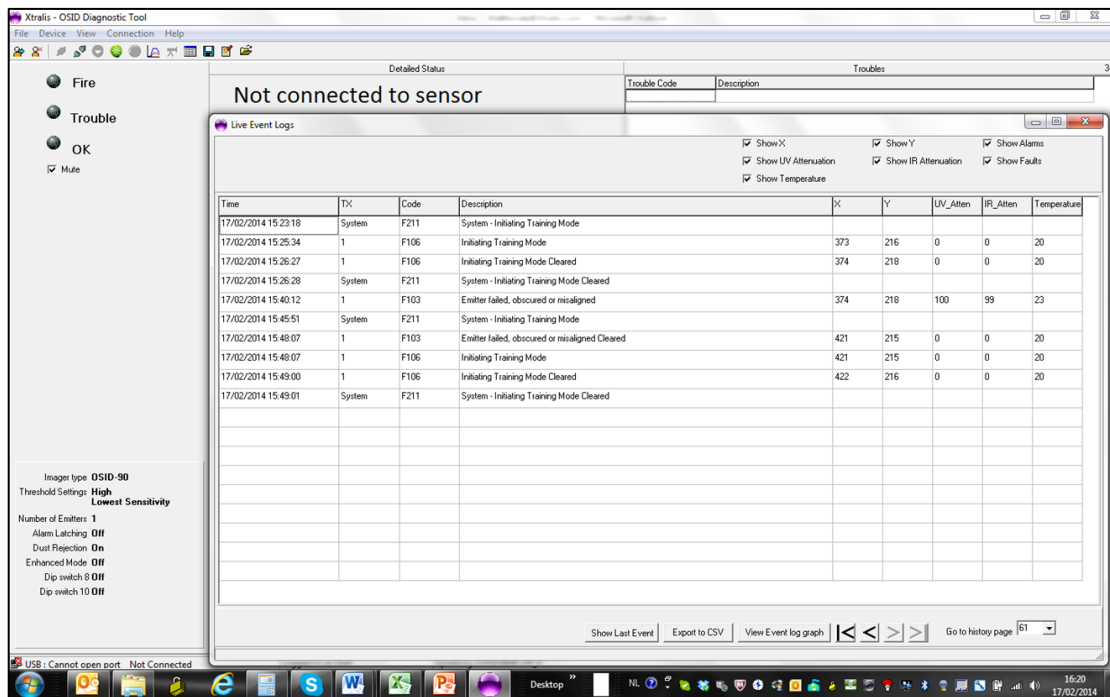 Xtralis - OSID Diagnostic Tool
File Device View Connection Help
Fire
Trouble
OK
Mute
Detailed Status
Not connected to sensor
Troubles
3
Trouble Code Description
Live Event Logs
Show X Show Y Show Alarms
Show UV Attenuation Show IR Attenuation Show Faults
Show Temperature
Time TX Code Description X Y UV_Atten IR_Atten Temperature
17/02/2014 15:23:18 System F211 System - Initiating Training Mode
17/02/2014 15:25:34 1 F106 Initiating Training Mode 373 216 0 0 20
17/02/2014 15:26:27 1 F106 Initiating Training Mode Cleared 374 218 0 0 20
17/02/2014 15:26:28 System F211 System - Initiating Training Mode Cleared
17/02/2014 15:40:12 1 F103 Emitter failed, obscured or misaligned 374 218 100 99 23
17/02/2014 15:45:51 System F211 System - Initiating Training Mode
17/02/2014 15:48:07 1 F103 Emitter failed, obscured or misaligned Cleared 421 215 0 0 20
17/02/2014 15:48:07 1 F106 Initiating Training Mode 421 215 0 0 20
17/02/2014 15:49:00 1 F106 Initiating Training Mode Cleared 422 216 0 0 20
17/02/2014 15:49:01 System F211 System - Initiating Training Mode Cleared
Imager type OSID-90
Threshold Settings High
Lowest Sensitivity
Number of Emitters 1
Alarm Latching Off
Dust Rejection On
Enhanced Mode Off
Dip switch 8 Off
Dip switch 10 Off
Show Last Event Export to CSV View Event log graph Go to history page 61
USB : Cannot open port Not Connected
Desktop
NL
16:20
17/02/2014